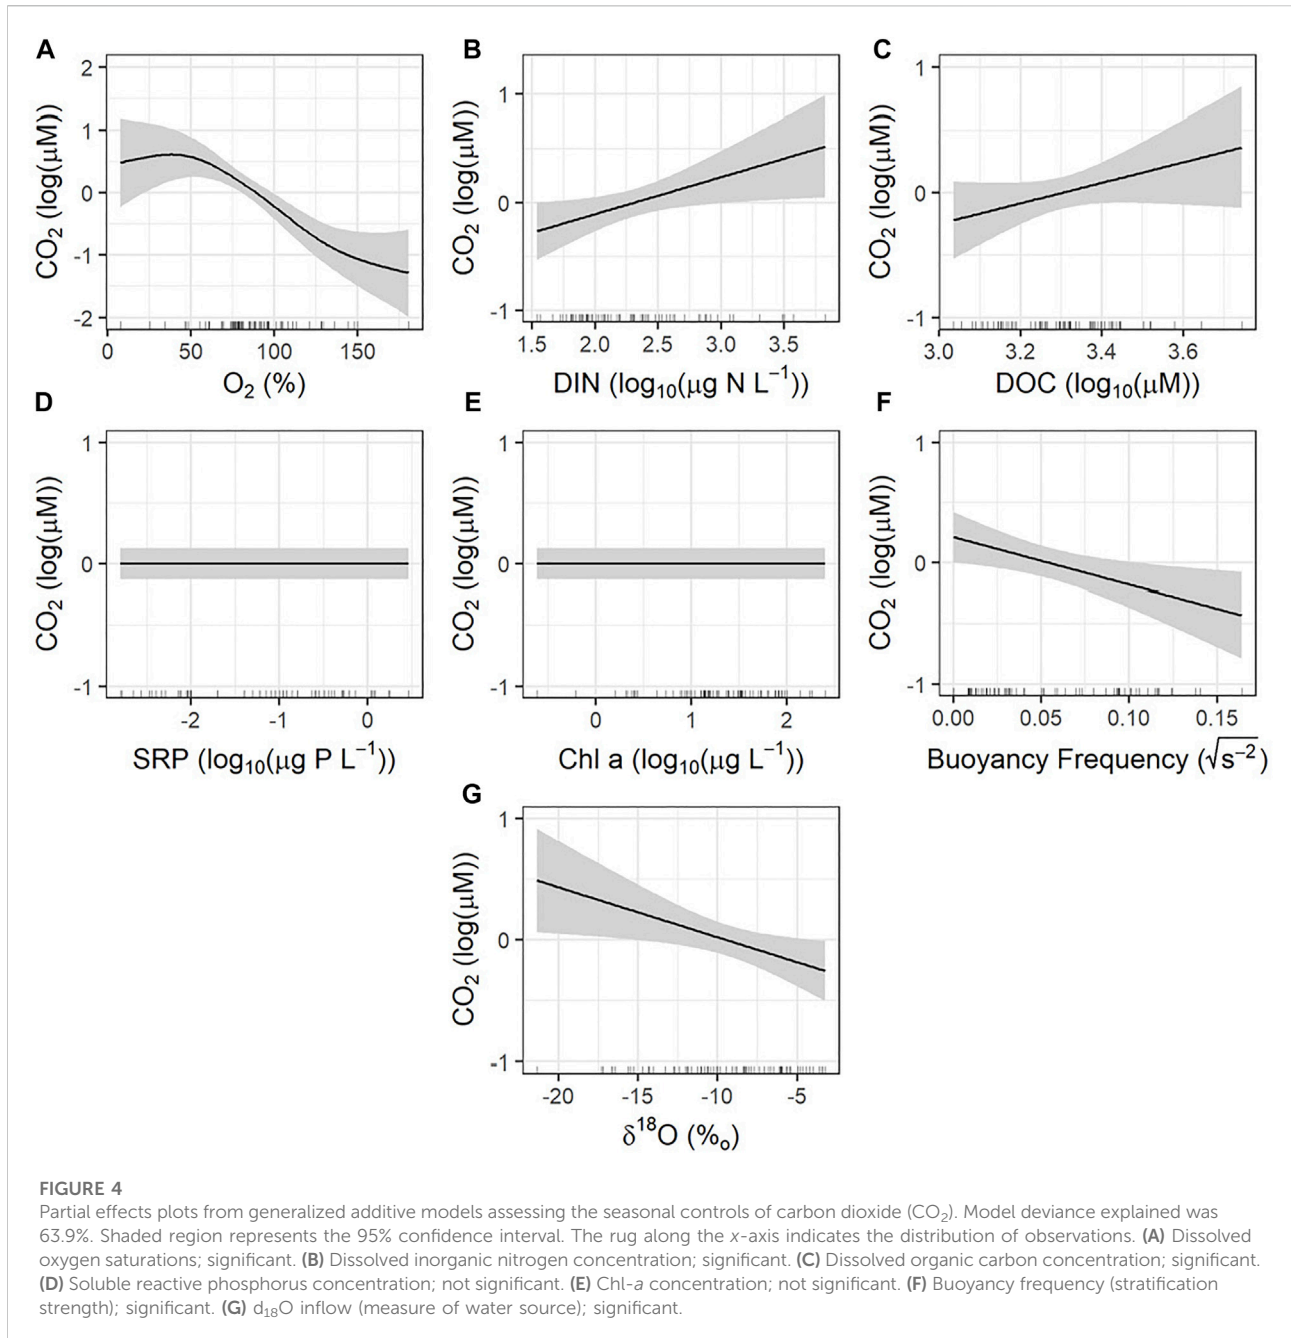 A
2
1
0
-1
-2
CO₂ (log(μM))
0
50
100
150
O₂ (%)
B
1
0
-1
CO₂ (log(μM))
1.5
2.0
2.5
3.0
3.5
DIN (log₁₀(μg N L⁻¹))
C
1
0
-1
CO₂ (log(μM))
3.0
3.2
3.4
3.6
DOC (log₁₀(μM))
D
1
0
-1
CO₂ (log(μM))
-2
-1
0
SRP (log₁₀(μg P L⁻¹))
E
1
0
-1
CO₂ (log(μM))
0
1
2
Chl a (log₁₀(μg L⁻¹))
F
1
0
-1
CO₂ (log(μM))
0.00
0.05
0.10
0.15
Buoyancy Frequency (√s⁻²)
G
1
0
-1
CO₂ (log(μM))
-20
-15
-10
-5
δ¹⁸O (%ₒ)
FIGURE 4
Partial effects plots from generalized additive models assessing the seasonal controls of carbon dioxide (CO₂). Model deviance explained was
63.9%. Shaded region represents the 95% confidence interval. The rug along the x-axis indicates the distribution of observations. (A) Dissolved
oxygen saturations; significant. (B) Dissolved inorganic nitrogen concentration; significant. (C) Dissolved organic carbon concentration; significant.
(D) Soluble reactive phosphorus concentration; not significant. (E) Chl-a concentration; not significant. (F) Buoyancy frequency (stratification
strength); significant. (G) d₁₈O inflow (measure of water source); significant.